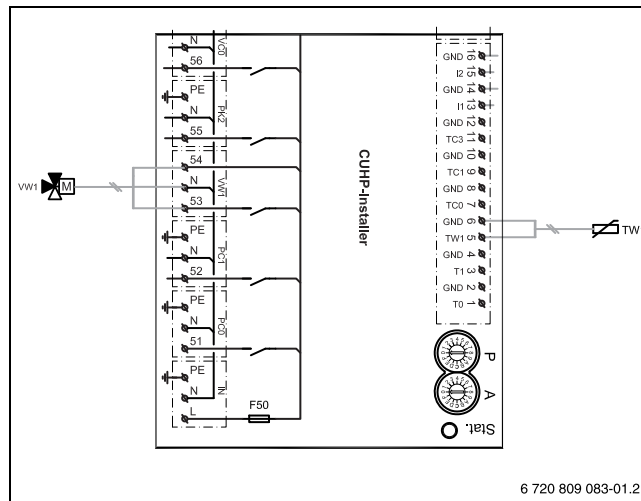 N
VC0
56
PE
N
PK2
55
54
N
VW1
53
PE
N
PC1
52
PE
N
PC0
51
PE
N
IN
L
F50
VW1
M
CUHP-Installer
GND 16
I2 15
GND 14
I1 13
GND 12
TC3 11
GND 10
TC1 9
GND 8
TC0 7
GND 6
TW1 5
GND 4
T1 3
GND 2
T0 1
TW
P
A
Stat.
6 720 809 083-01.2